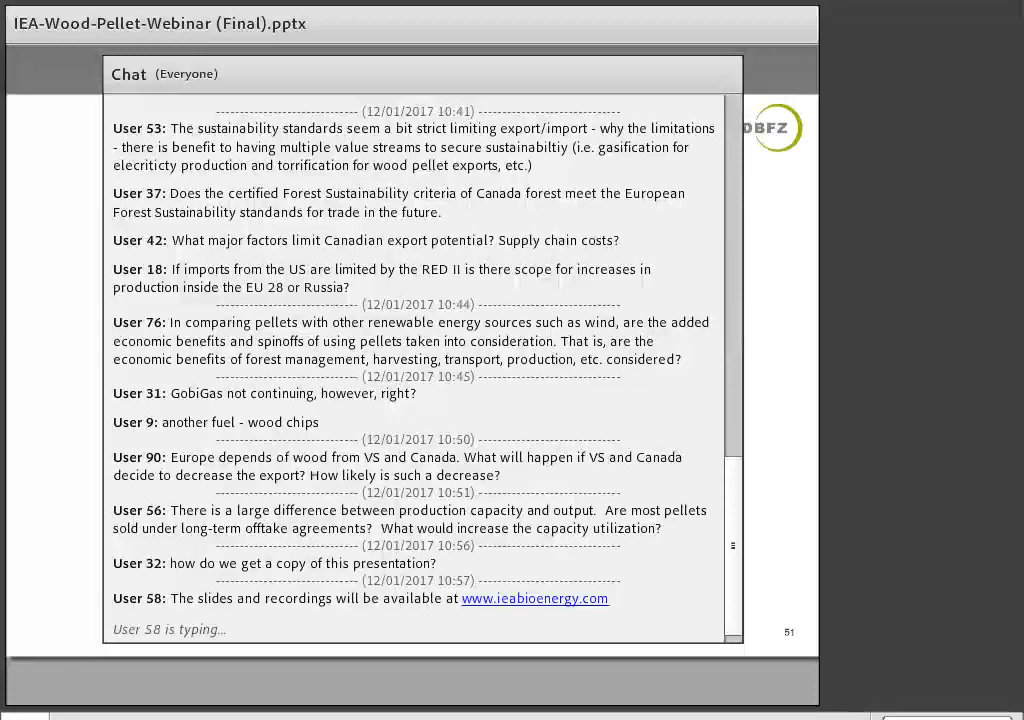 IEA-Wood-Pellet-Webinar (Final).pptx
Chat (Everyone)
--------------------------- (12/01/2017 10:41) ---------------------------
User 53: The sustainability standards seem a bit strict limiting export/import - why the limitations
- there is benefit to having multiple value streams to secure sustainabiltiy (i.e. gasification for
elecriticty production and torrification for wood pellet exports, etc.)
User 37: Does the certified Forest Sustainability criteria of Canada forest meet the European
Forest Sustainability standards for trade in the future.
User 42: What major factors limit Canadian export potential? Supply chain costs?
User 18: If imports from the US are limited by the RED II is there scope for increases in
production inside the EU 28 or Russia?
--------------------------- (12/01/2017 10:44) ---------------------------
User 76: In comparing pellets with other renewable energy sources such as wind, are the added
economic benefits and spinoffs of using pellets taken into consideration. That is, are the
economic benefits of forest management, harvesting, transport, production, etc. considered?
--------------------------- (12/01/2017 10:45) ---------------------------
User 31: GobiGas not continuing, however, right?
User 9: another fuel - wood chips
--------------------------- (12/01/2017 10:50) ---------------------------
User 90: Europe depends of wood from VS and Canada. What will happen if VS and Canada
decide to decrease the export? How likely is such a decrease?
--------------------------- (12/01/2017 10:51) ---------------------------
User 56: There is a large difference between production capacity and output.  Are most pellets
sold under long-term offtake agreements?  What would increase the capacity utilization?
--------------------------- (12/01/2017 10:56) ---------------------------
User 32: how do we get a copy of this presentation?
--------------------------- (12/01/2017 10:57) ---------------------------
User 58: The slides and recordings will be available at www.ieabioenergy.com
User 58 is typing...
DBFZ
51